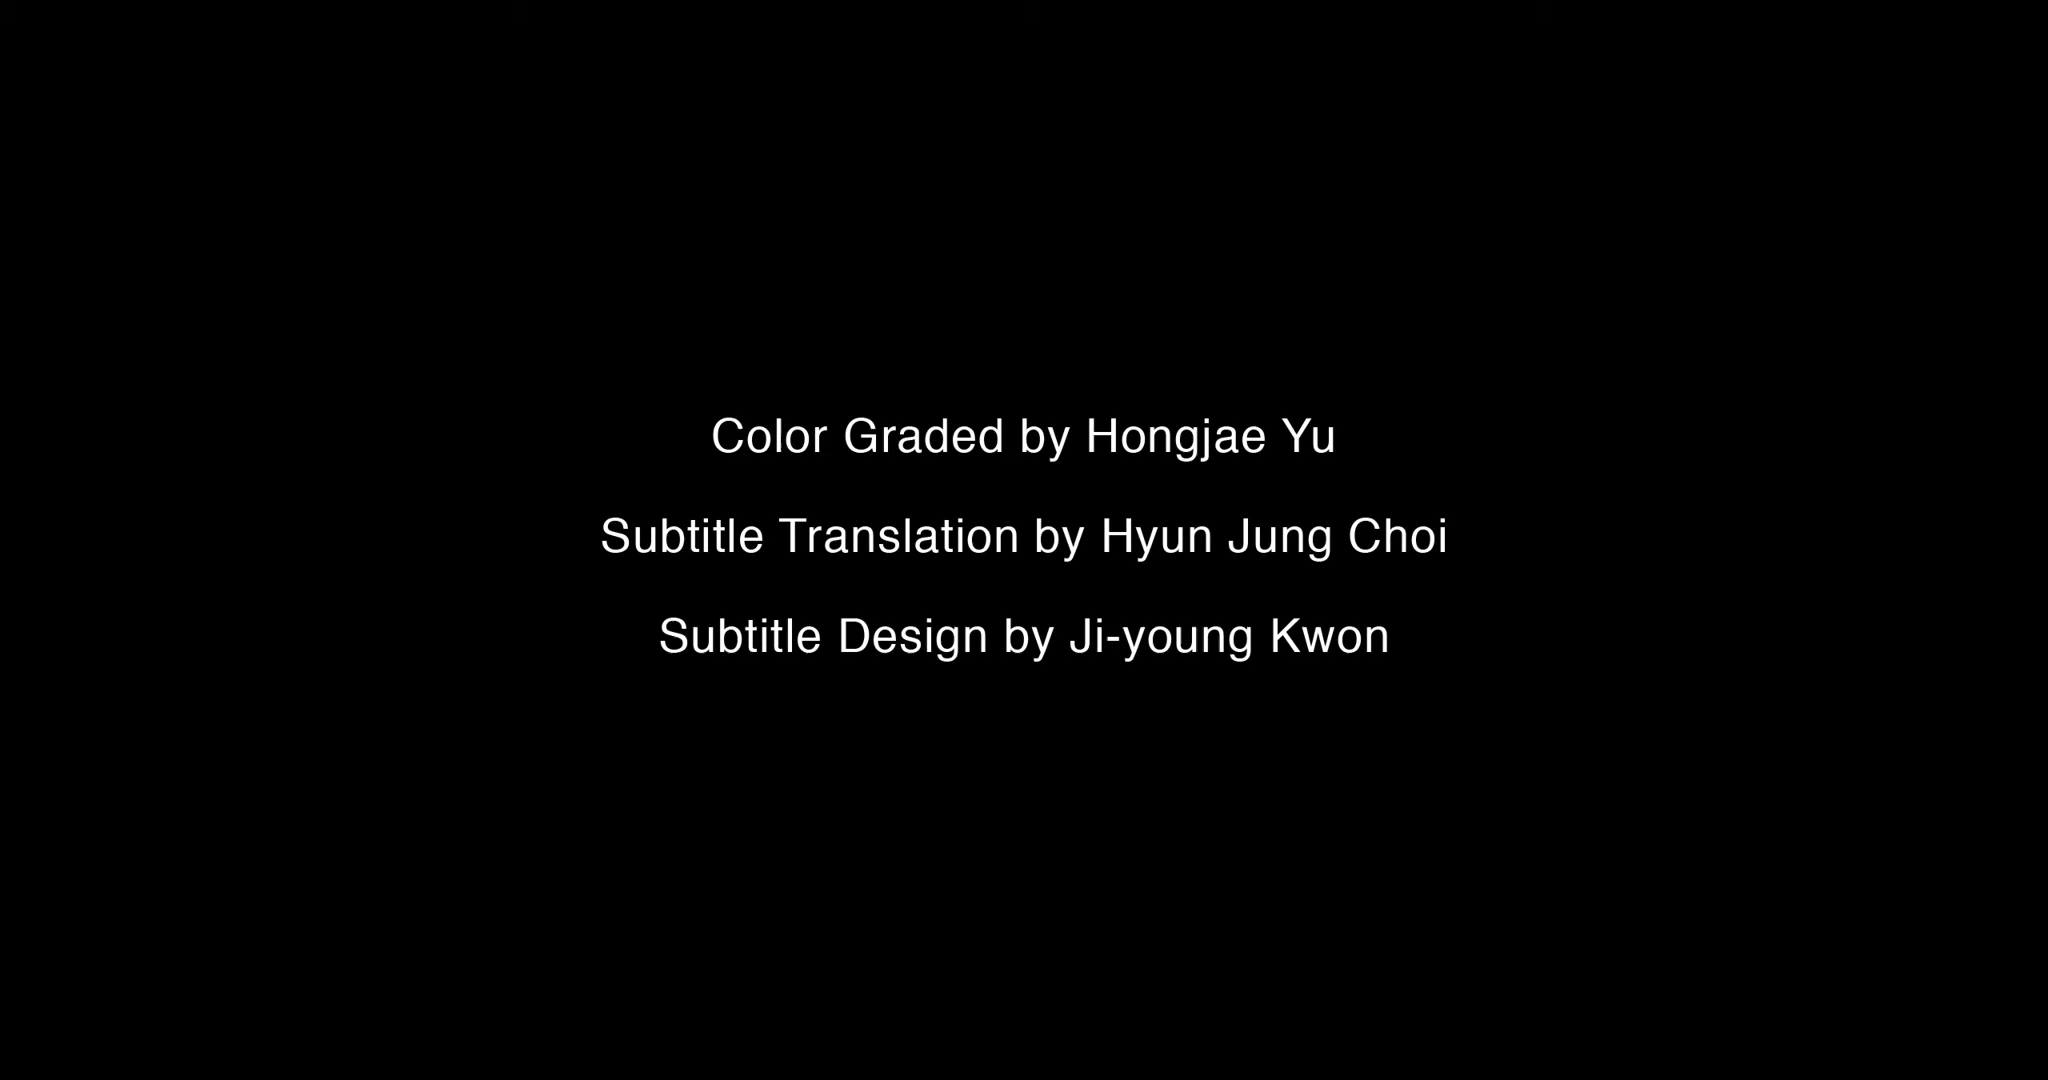 Color Graded by Hongjae Yu
Subtitle Translation by Hyun Jung Choi
Subtitle Design by Ji-young Kwon